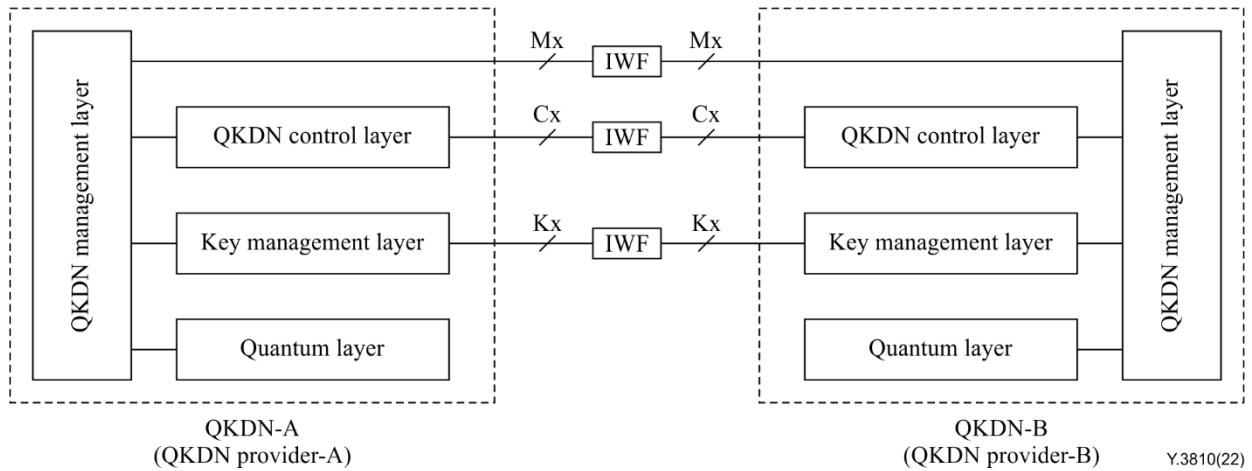 Mx
IWF
Mx
QKDN management layer
QKDN control layer
Cx
IWF
Cx
QKDN control layer
QKDN management layer
Key management layer
Kx
IWF
Kx
Key management layer
Quantum layer
Quantum layer
QKDN-A
(QKDN provider-A)
QKDN-B
(QKDN provider-B)
Y.3810(22)